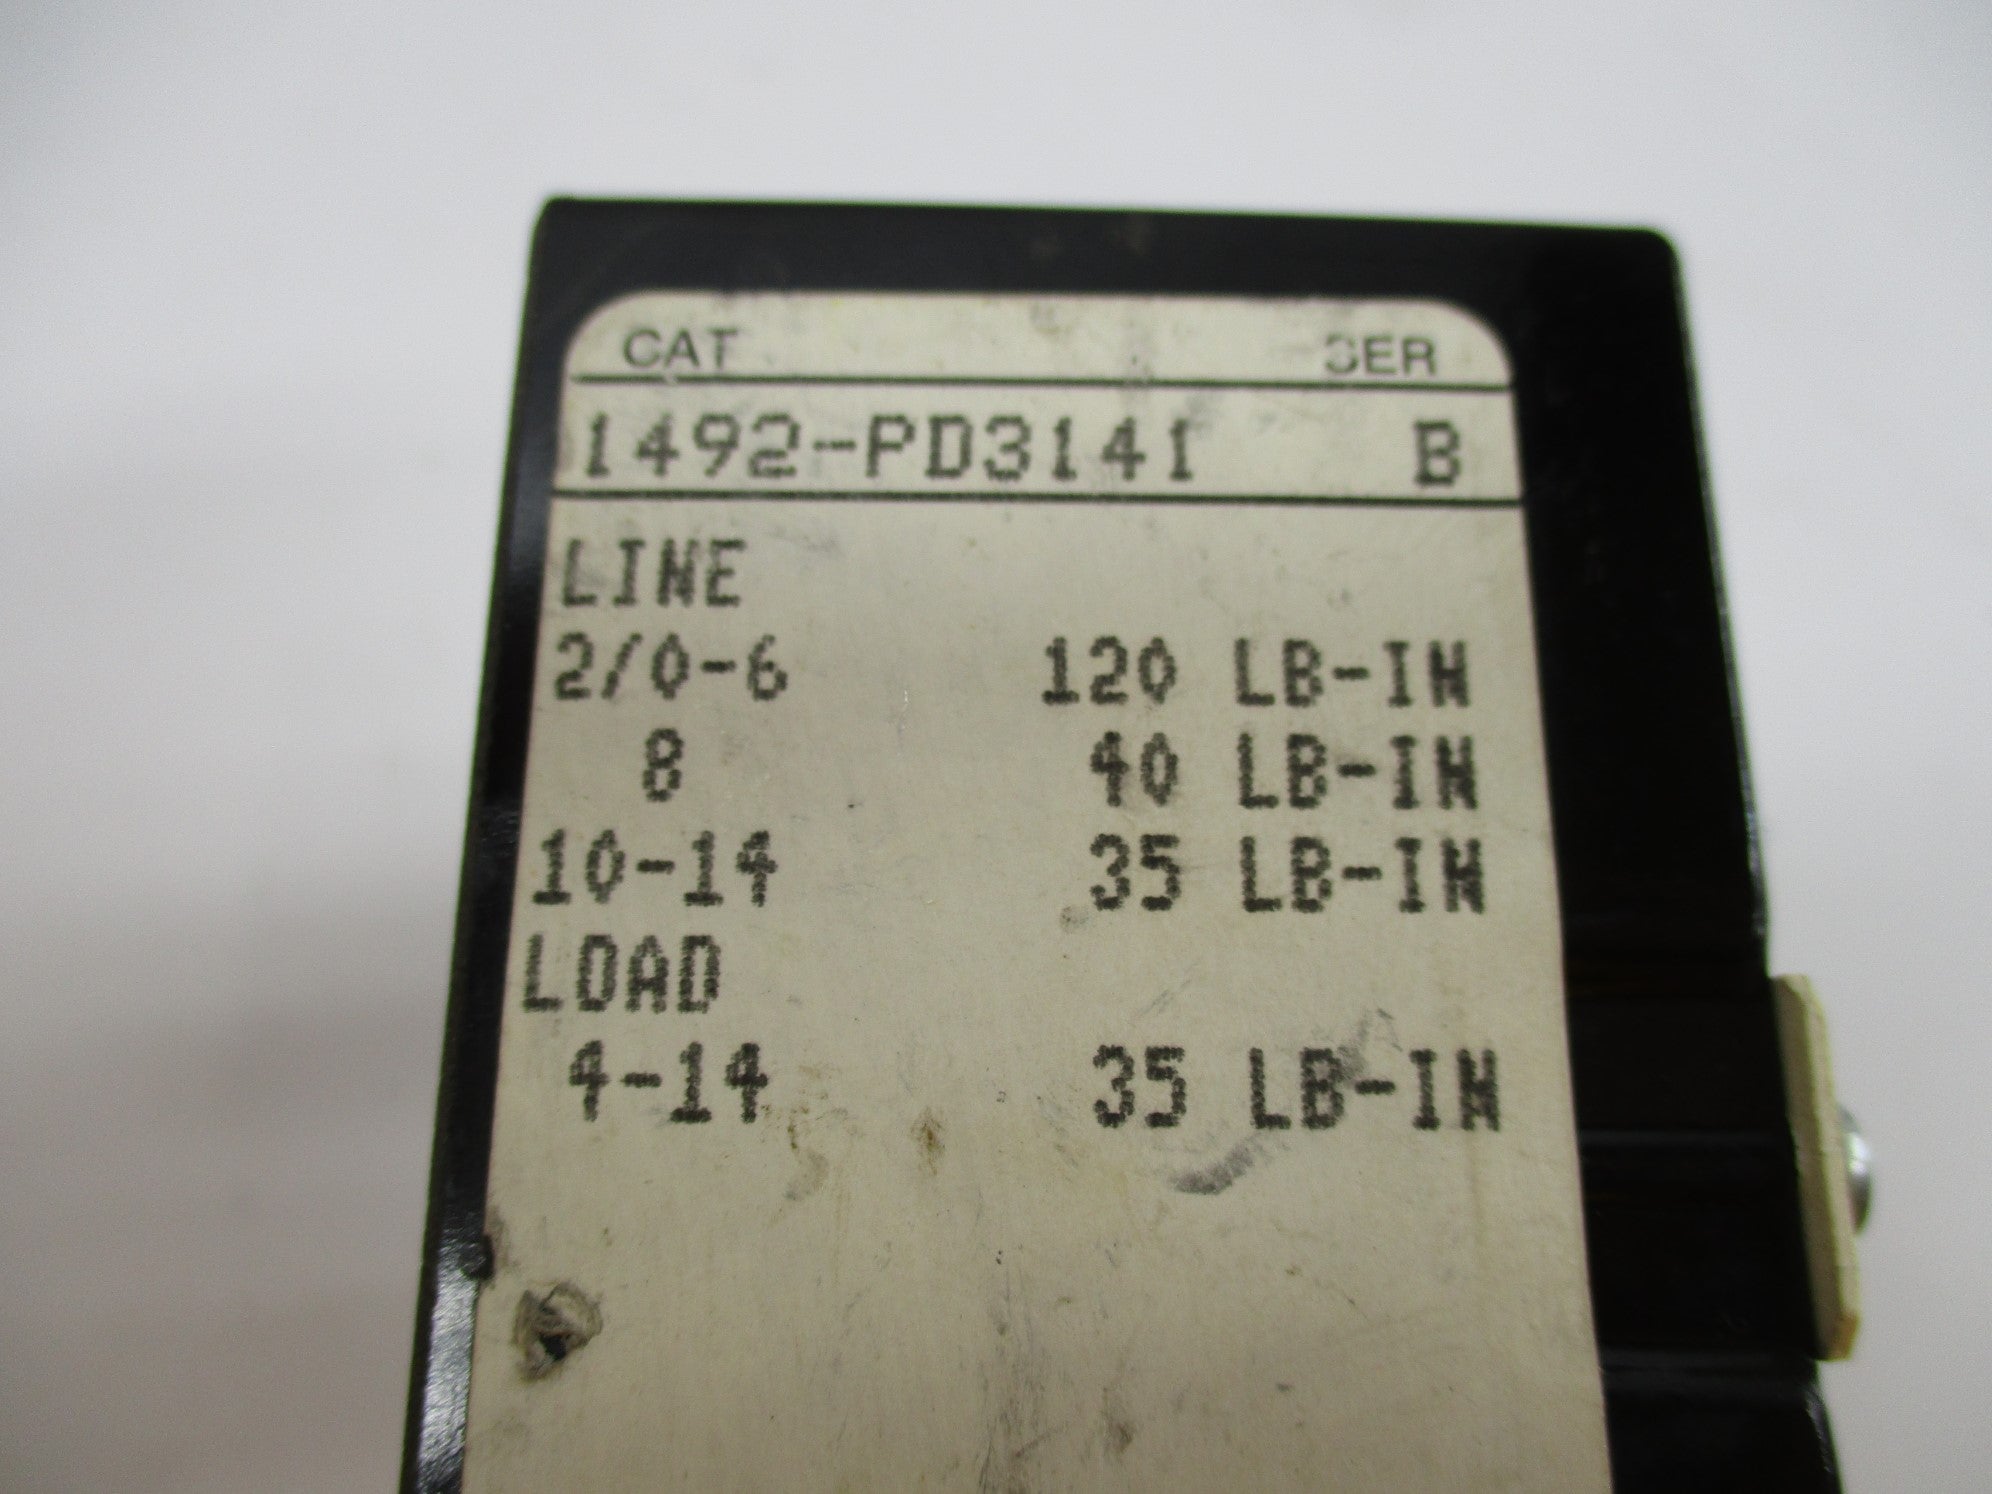 CAT SER
1492-PD3141 B
LINE
2/0-6 120 LB-IN
8 40 LB-IN
10-14 35 LB-IN
LOAD
4-14 35 LB-IN